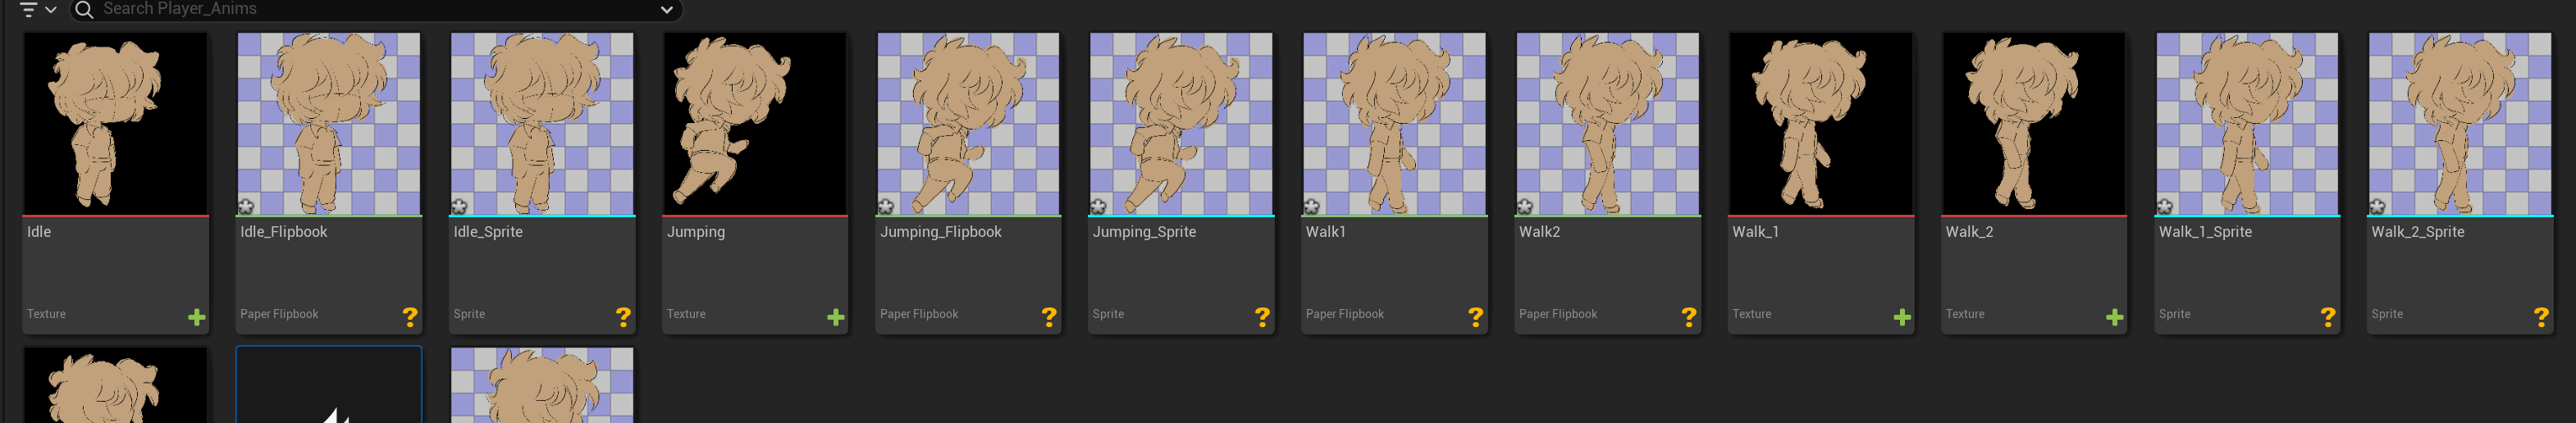 Search Player_Anims
Idle
Idle_Flipbook
Idle_Sprite
Jumping
Jumping_Flipbook
Jumping_Sprite
Walk1
Walk2
Walk_1
Walk_2
Walk_1_Sprite
Walk_2_Sprite
Texture
Paper Flipbook
Sprite
Texture
Paper Flipbook
Sprite
Paper Flipbook
Paper Flipbook
Texture
Texture
Sprite
Sprite